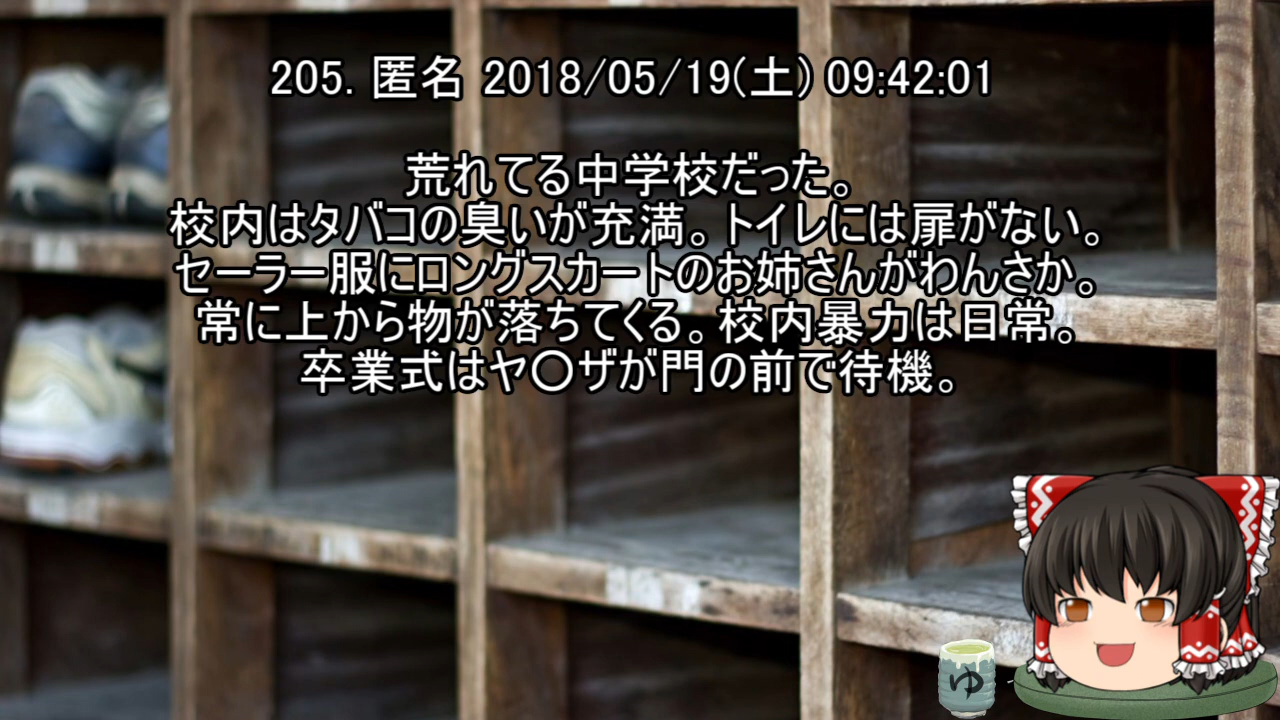 205. 匿名 2018/05/19(土) 09:42:01
荒れてる中学校だった。
校内はタバコの臭いが充満。トイレには扉がない。
セーラー服にロングスカートのお姉さんがわんさか。
常に上から物が落ちてくる。校内暴力は日常。
卒業式はヤ〇ザが門の前で待機。
ゆ